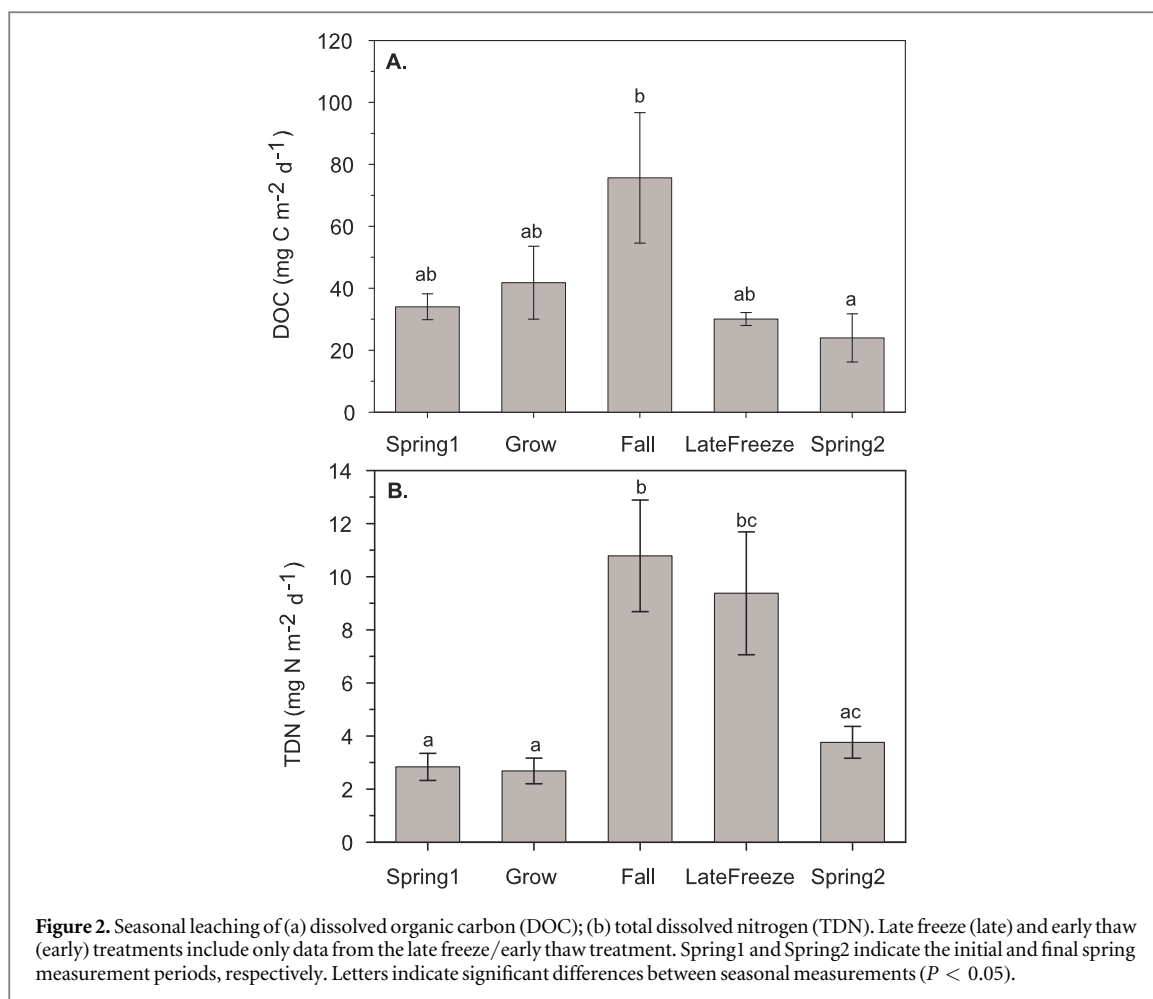 A.
120
100
80
60
40
20
0
DOC (mg C m-2 d-1)
ab
ab
b
ab
a
Spring1 Grow Fall LateFreeze Spring2
B.
14
12
10
8
6
4
2
0
TDN (mg N m-2 d-1)
a
a
b
bc
ac
Spring1 Grow Fall LateFreeze Spring2
Figure 2. Seasonal leaching of (a) dissolved organic carbon (DOC); (b) total dissolved nitrogen (TDN). Late freeze (late) and early thaw
(early) treatments include only data from the late freeze/early thaw treatment. Spring1 and Spring2 indicate the initial and final spring
measurement periods, respectively. Letters indicate significant differences between seasonal measurements (P < 0.05).